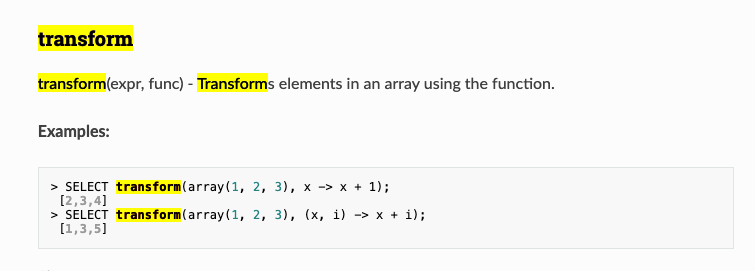 transform
transform(expr, func) - Transforms elements in an array using the function.
Examples:
> SELECT transform(array(1, 2, 3), x -> x + 1);
[2,3,4]
> SELECT transform(array(1, 2, 3), (x, i) -> x + i);
[1,3,5]